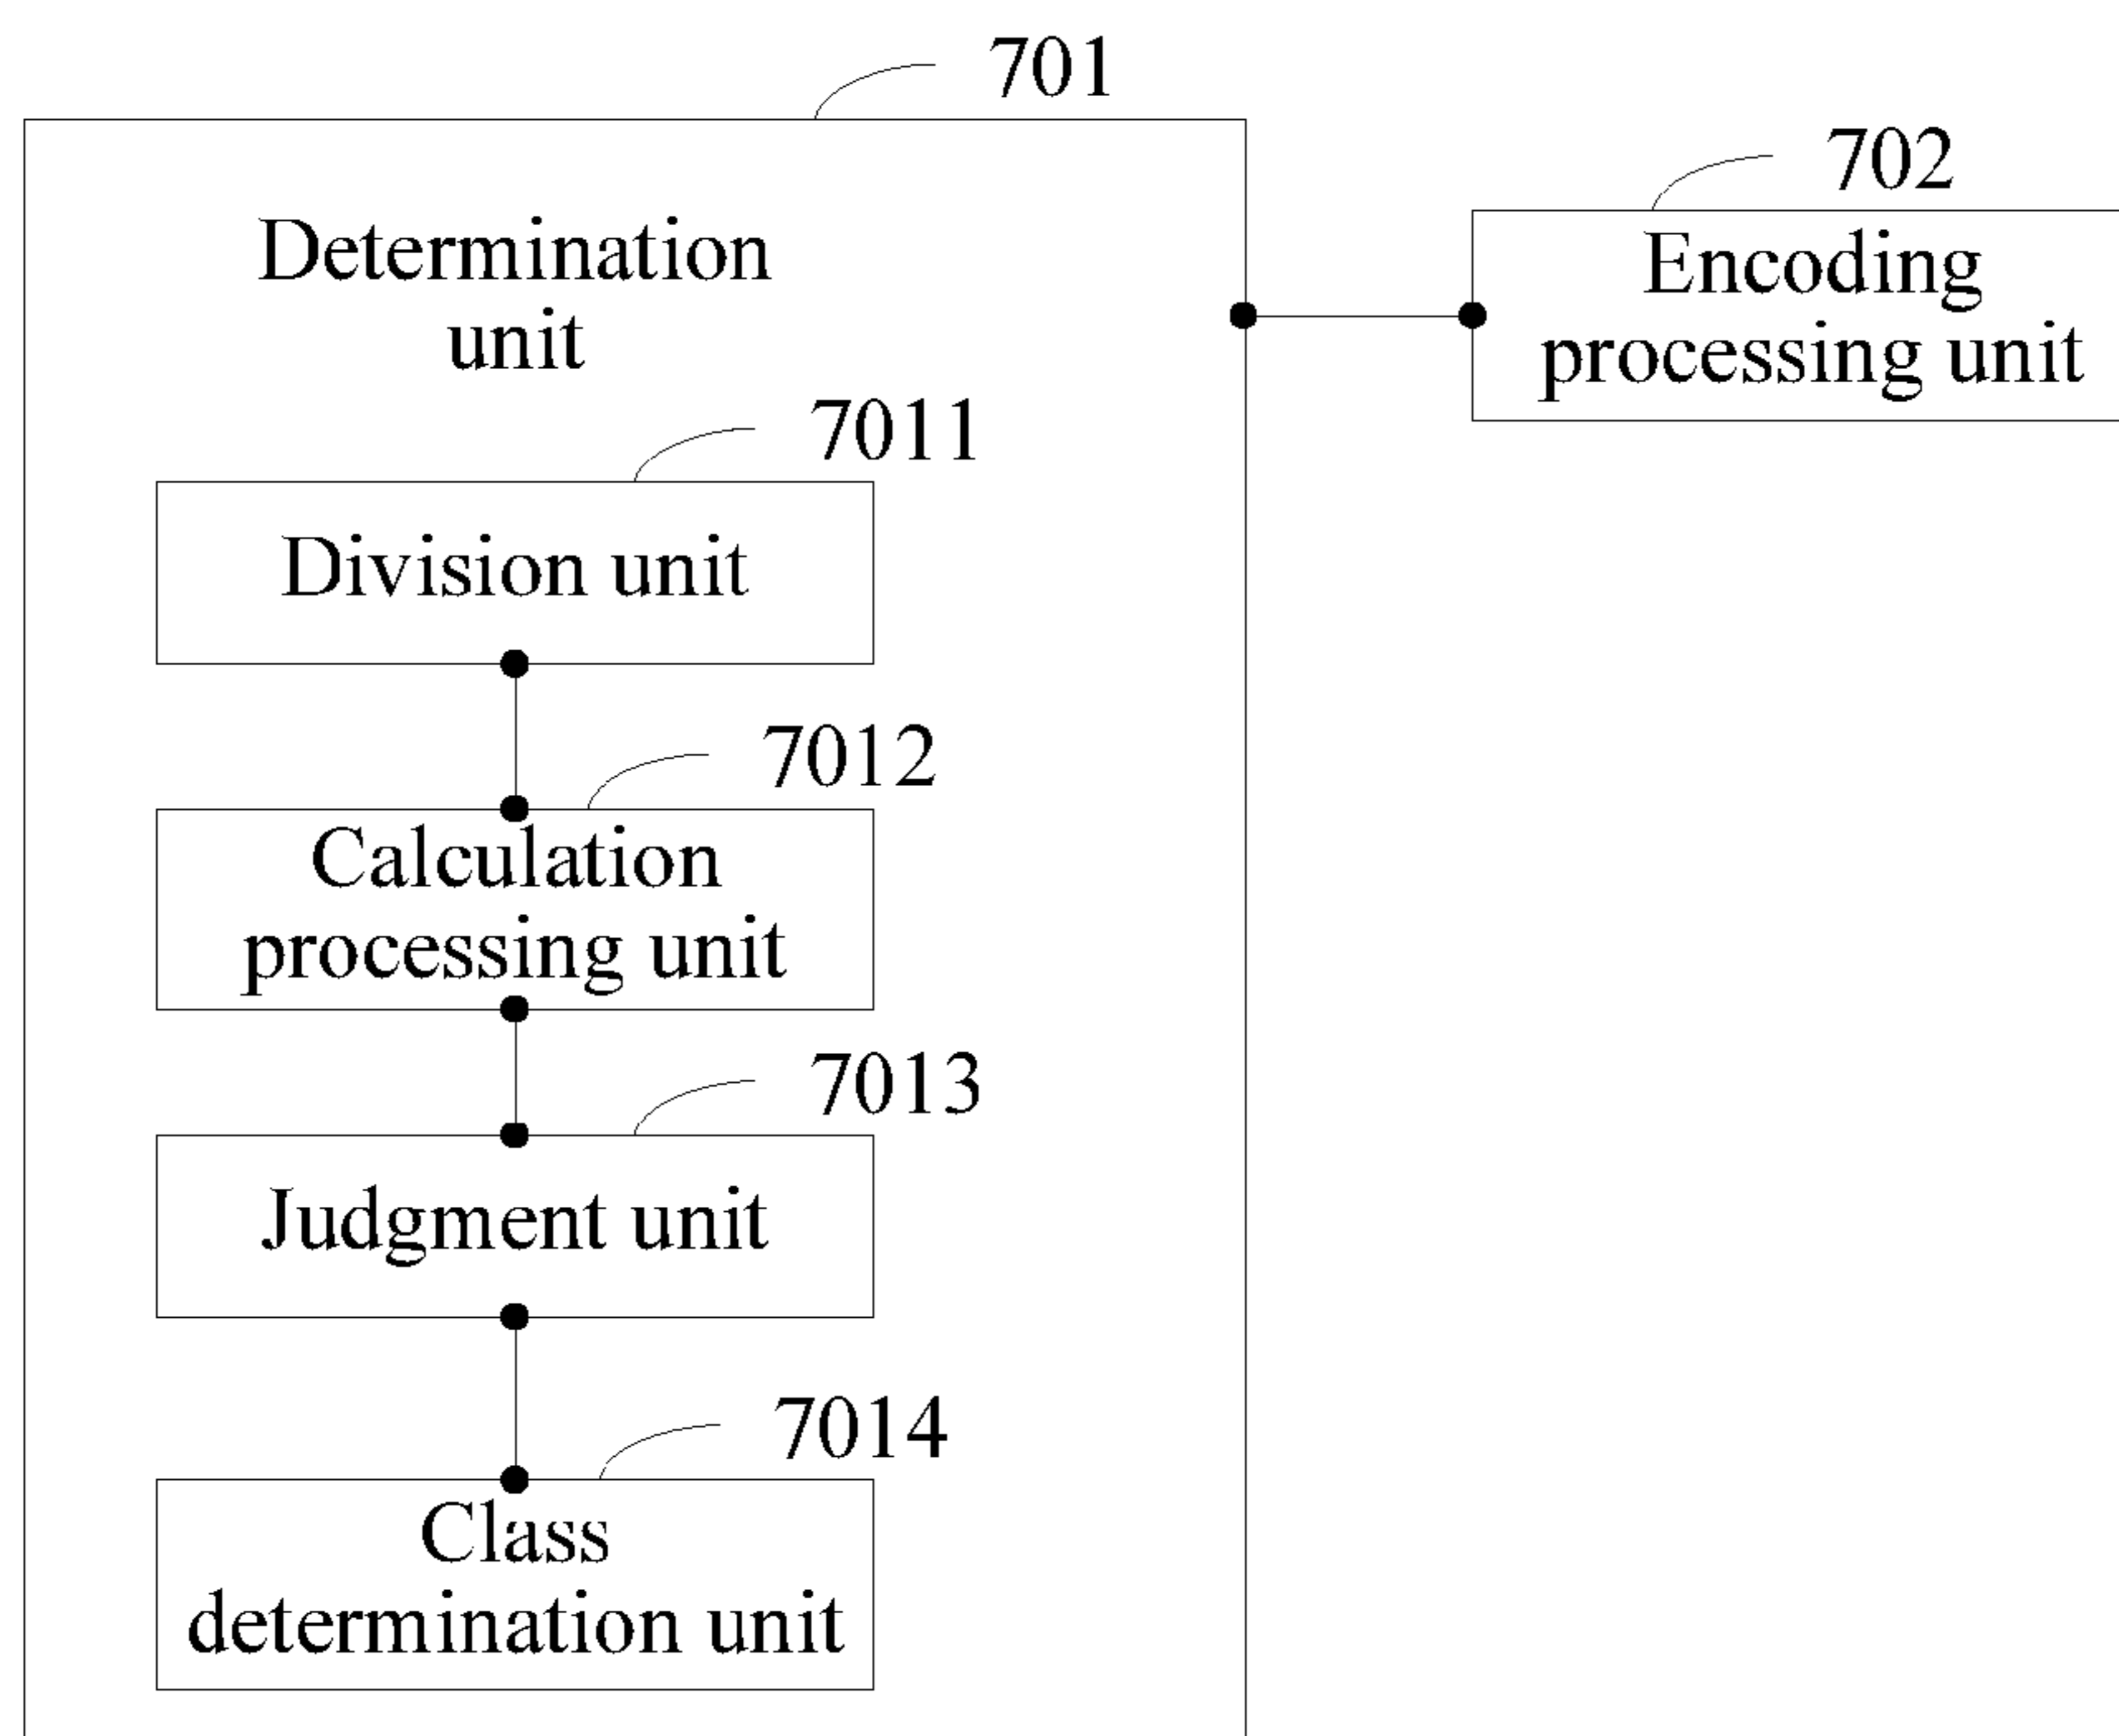 701
702
Determination
unit
Encoding
processing unit
7011
Division unit
7012
Calculation
processing unit
7013
Judgment unit
7014
Class
determination unit